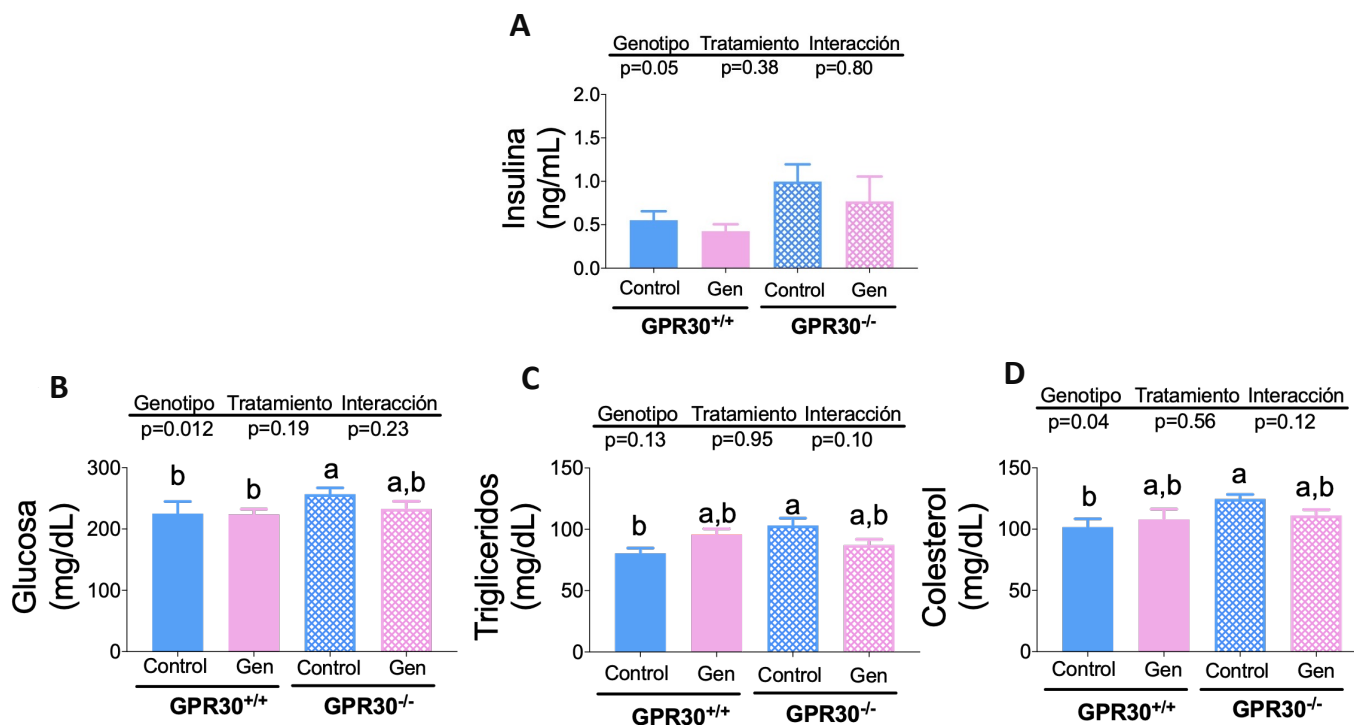 A
Genotipo Tratamiento Interacción
p=0.05 p=0.38 p=0.80
Insulina
(ng/mL)
2.0
1.5
1.0
0.5
0.0
Control Gen Control Gen
GPR30+/+ GPR30-/-
B
Genotipo Tratamiento Interacción
p=0.012 p=0.19 p=0.23
Glucosa
(mg/dL)
300
200
100
0
b b a a,b
Control Gen Control Gen
GPR30+/+ GPR30-/-
C
Genotipo Tratamiento Interacción
p=0.13 p=0.95 p=0.10
Trigliceridos
(mg/dL)
150
100
50
0
b a,b a a,b
Control Gen Control Gen
GPR30+/+ GPR30-/-
D
Genotipo Tratamiento Interacción
p=0.04 p=0.56 p=0.12
Colesterol
(mg/dL)
150
100
50
0
b a,b a a,b
Control Gen Control Gen
GPR30+/+ GPR30-/-